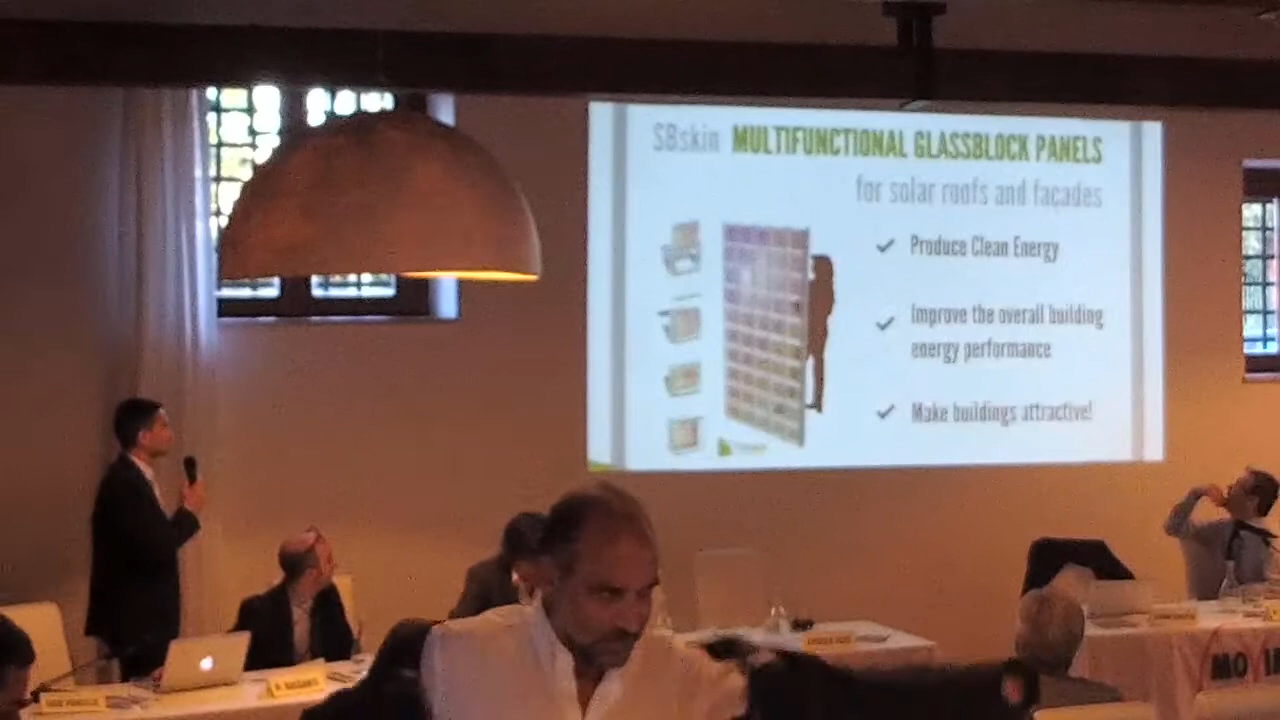 SBskin MULTIFUNCTIONAL GLASSBLOCK PANELS
for solar roofs and façades
Produce Clean Energy
Improve the overall building
energy performance
Make buildings attractive!